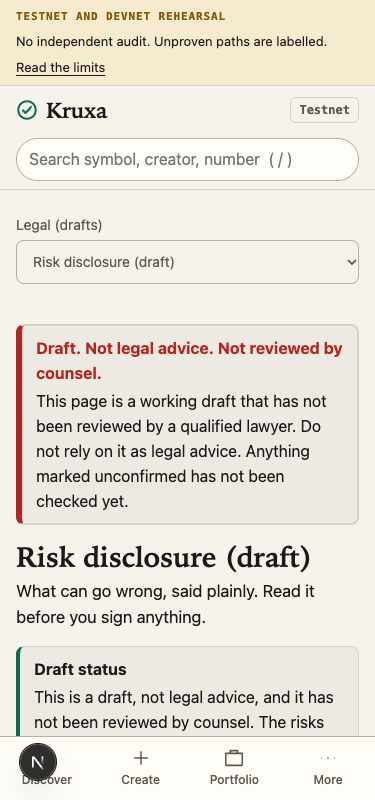 TESTNET AND DEVNET REHEARSAL
No independent audit. Unproven paths are labelled.
Read the limits
Kruxa
Testnet
Search symbol, creator, number ( / )
Legal (drafts)
Risk disclosure (draft)
Draft. Not legal advice. Not reviewed by
counsel.
This page is a working draft that has not
been reviewed by a qualified lawyer. Do
not rely on it as legal advice. Anything
marked unconfirmed has not been
checked yet.
Risk disclosure (draft)
What can go wrong, said plainly. Read it
before you sign anything.
Draft status
This is a draft, not legal advice, and it has
not been reviewed by counsel. The risks
N
Discover
Create
Portfolio
More